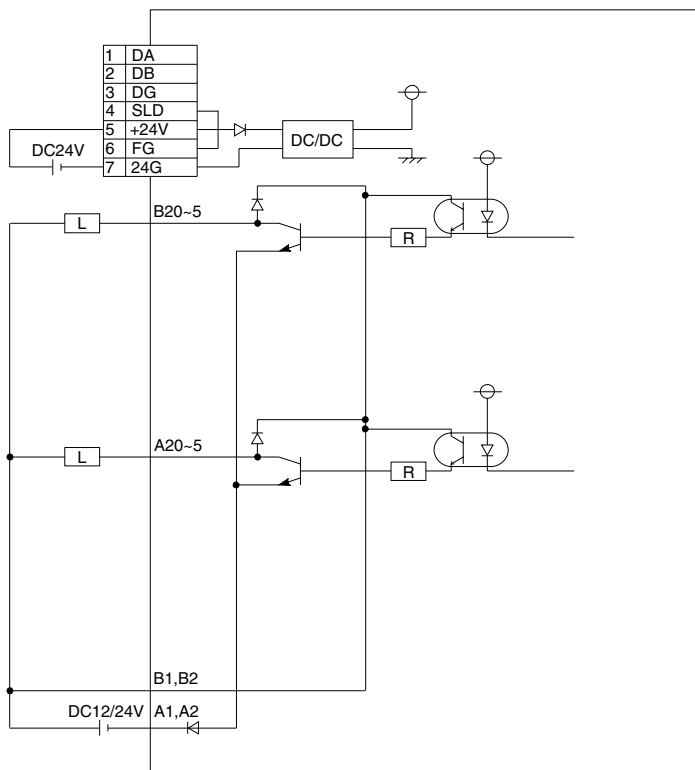 1 DA
2 DB
3 DG
4 SLD
5 +24V
6 FG
7 24G
DC24V
DC/DC
B20~5
L
R
A20~5
L
R
B1,B2
DC12/24V A1,A2